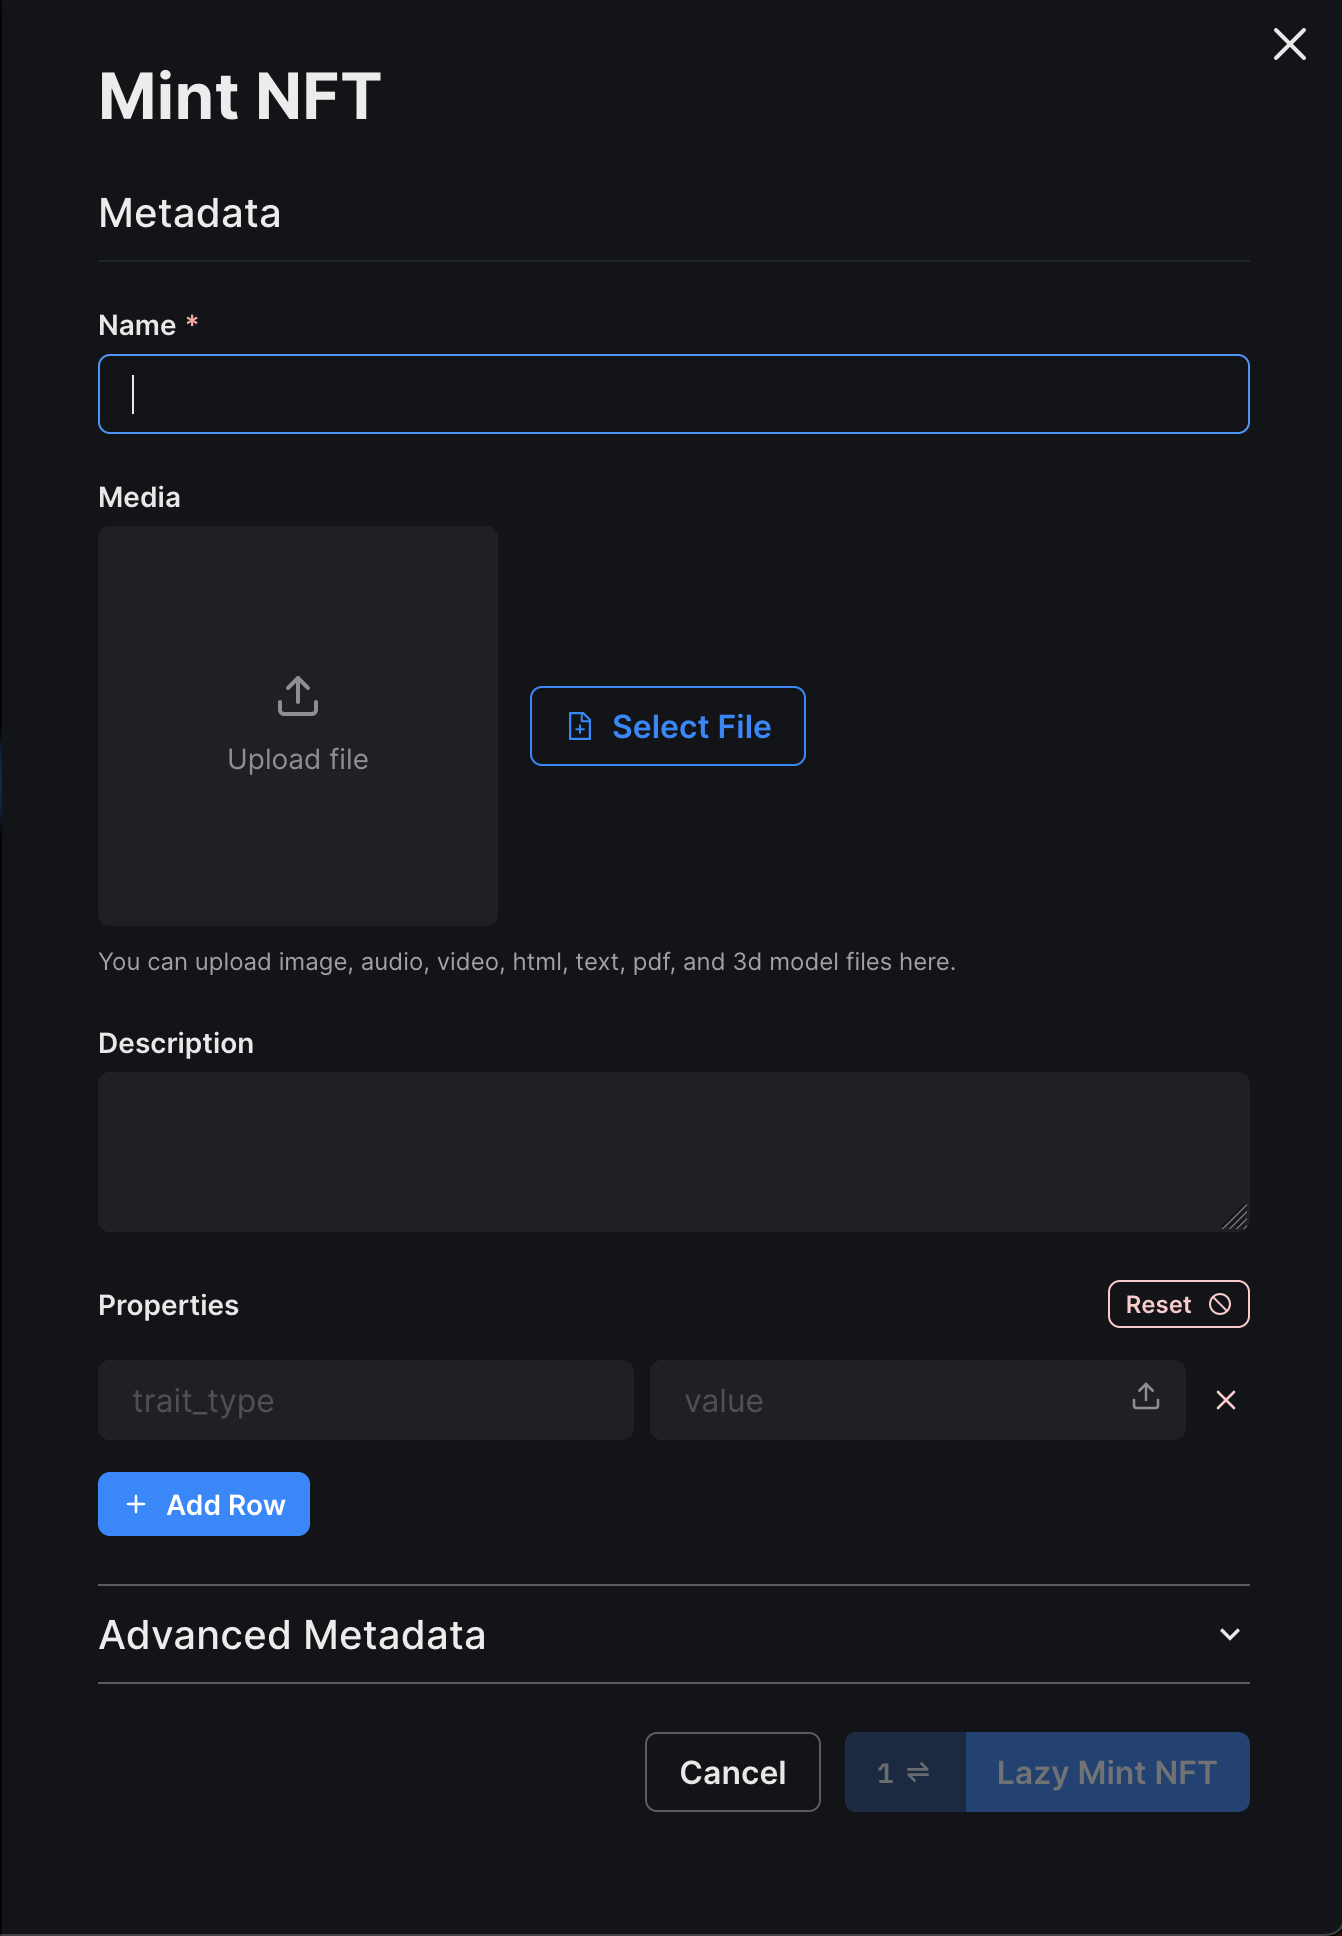 Mint NFT
Metadata
Name *
Media
Upload file
Select File
You can upload image, audio, video, html, text, pdf, and 3d model files here.
Description
Properties
Reset
trait_type
value
+ Add Row
Advanced Metadata
Cancel
1 ⇌
Lazy Mint NFT